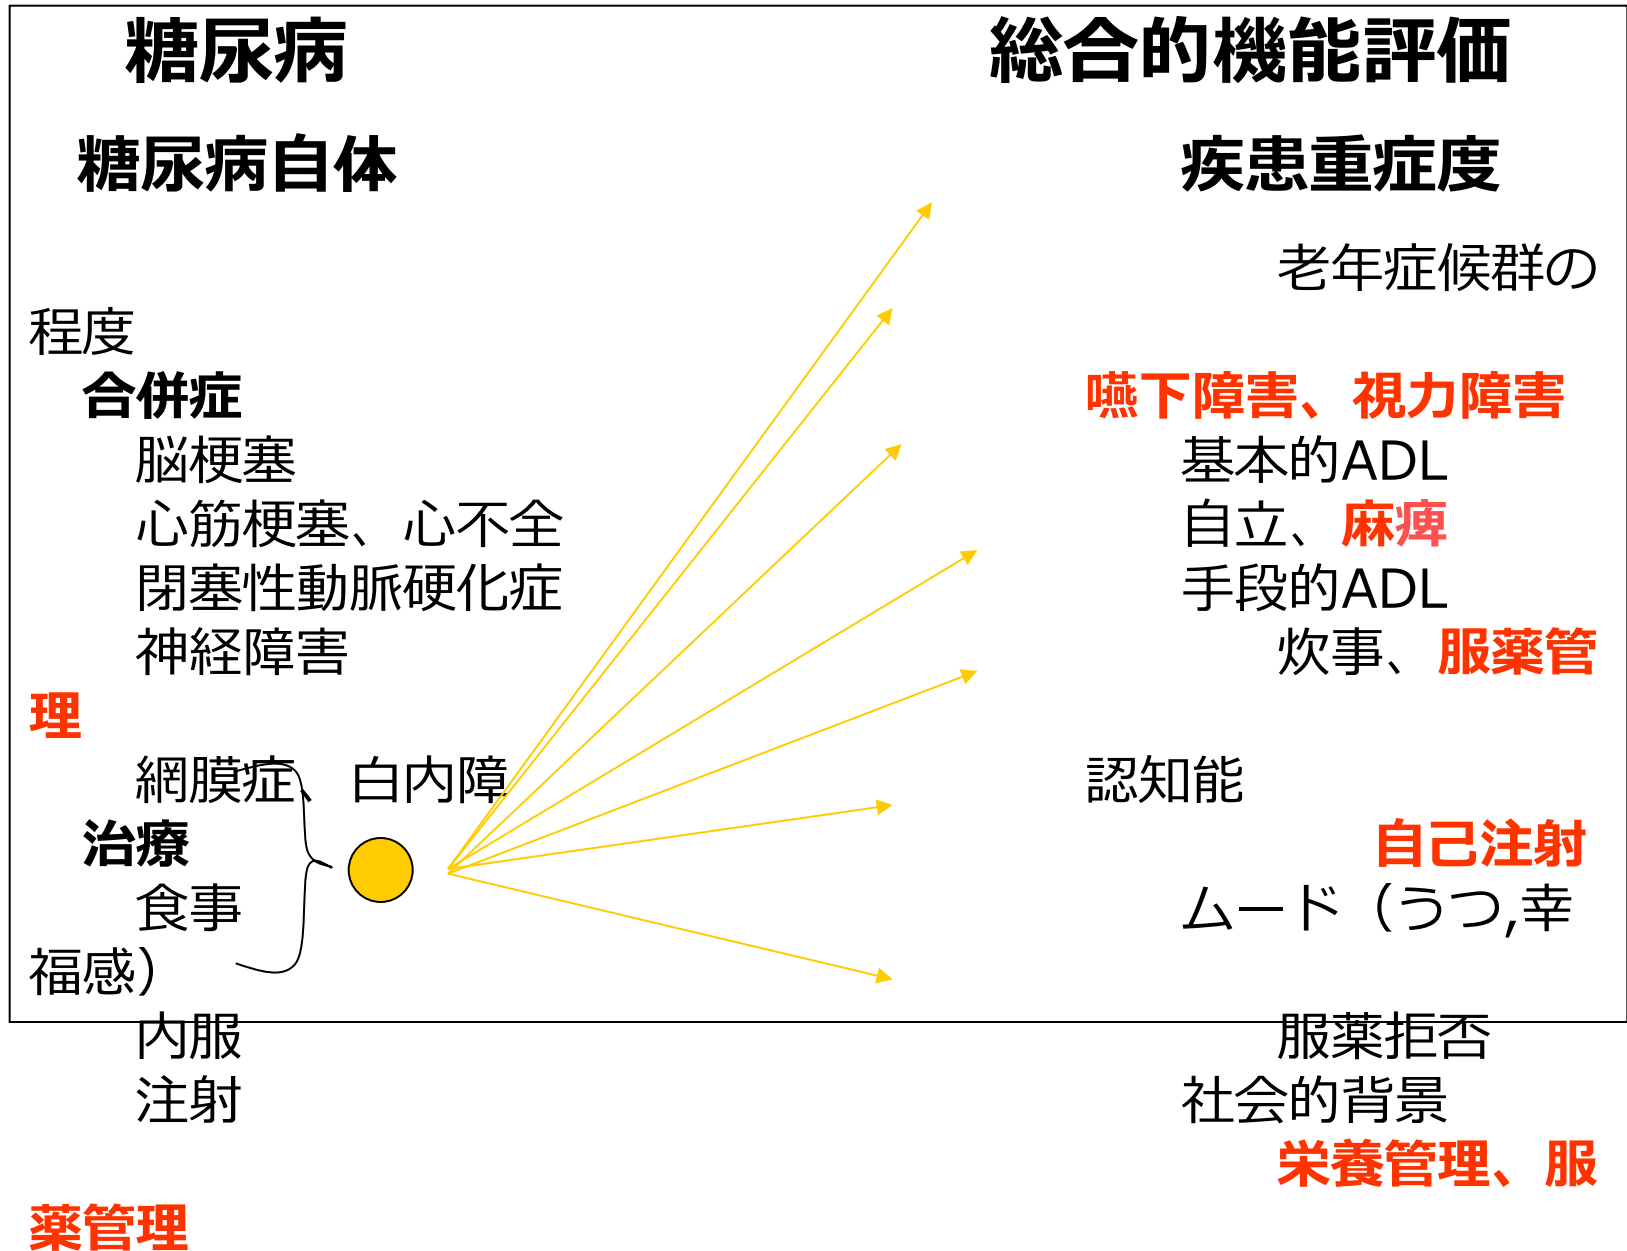 糖尿病 総合的機能評価
糖尿病自体 疾患重症度
老年症候群の
程度
合併症 嚥下障害、視力障害
脳梗塞 基本的ADL
心筋梗塞、心不全 自立、麻痺
閉塞性動脈硬化症 手段的ADL
神経障害 炊事、服薬管
理
網膜症、白内障 認知能
治療 自己注射
食事 ムード（うつ,幸
福感）
内服 服薬拒否
注射 社会的背景
栄養管理、服
薬管理